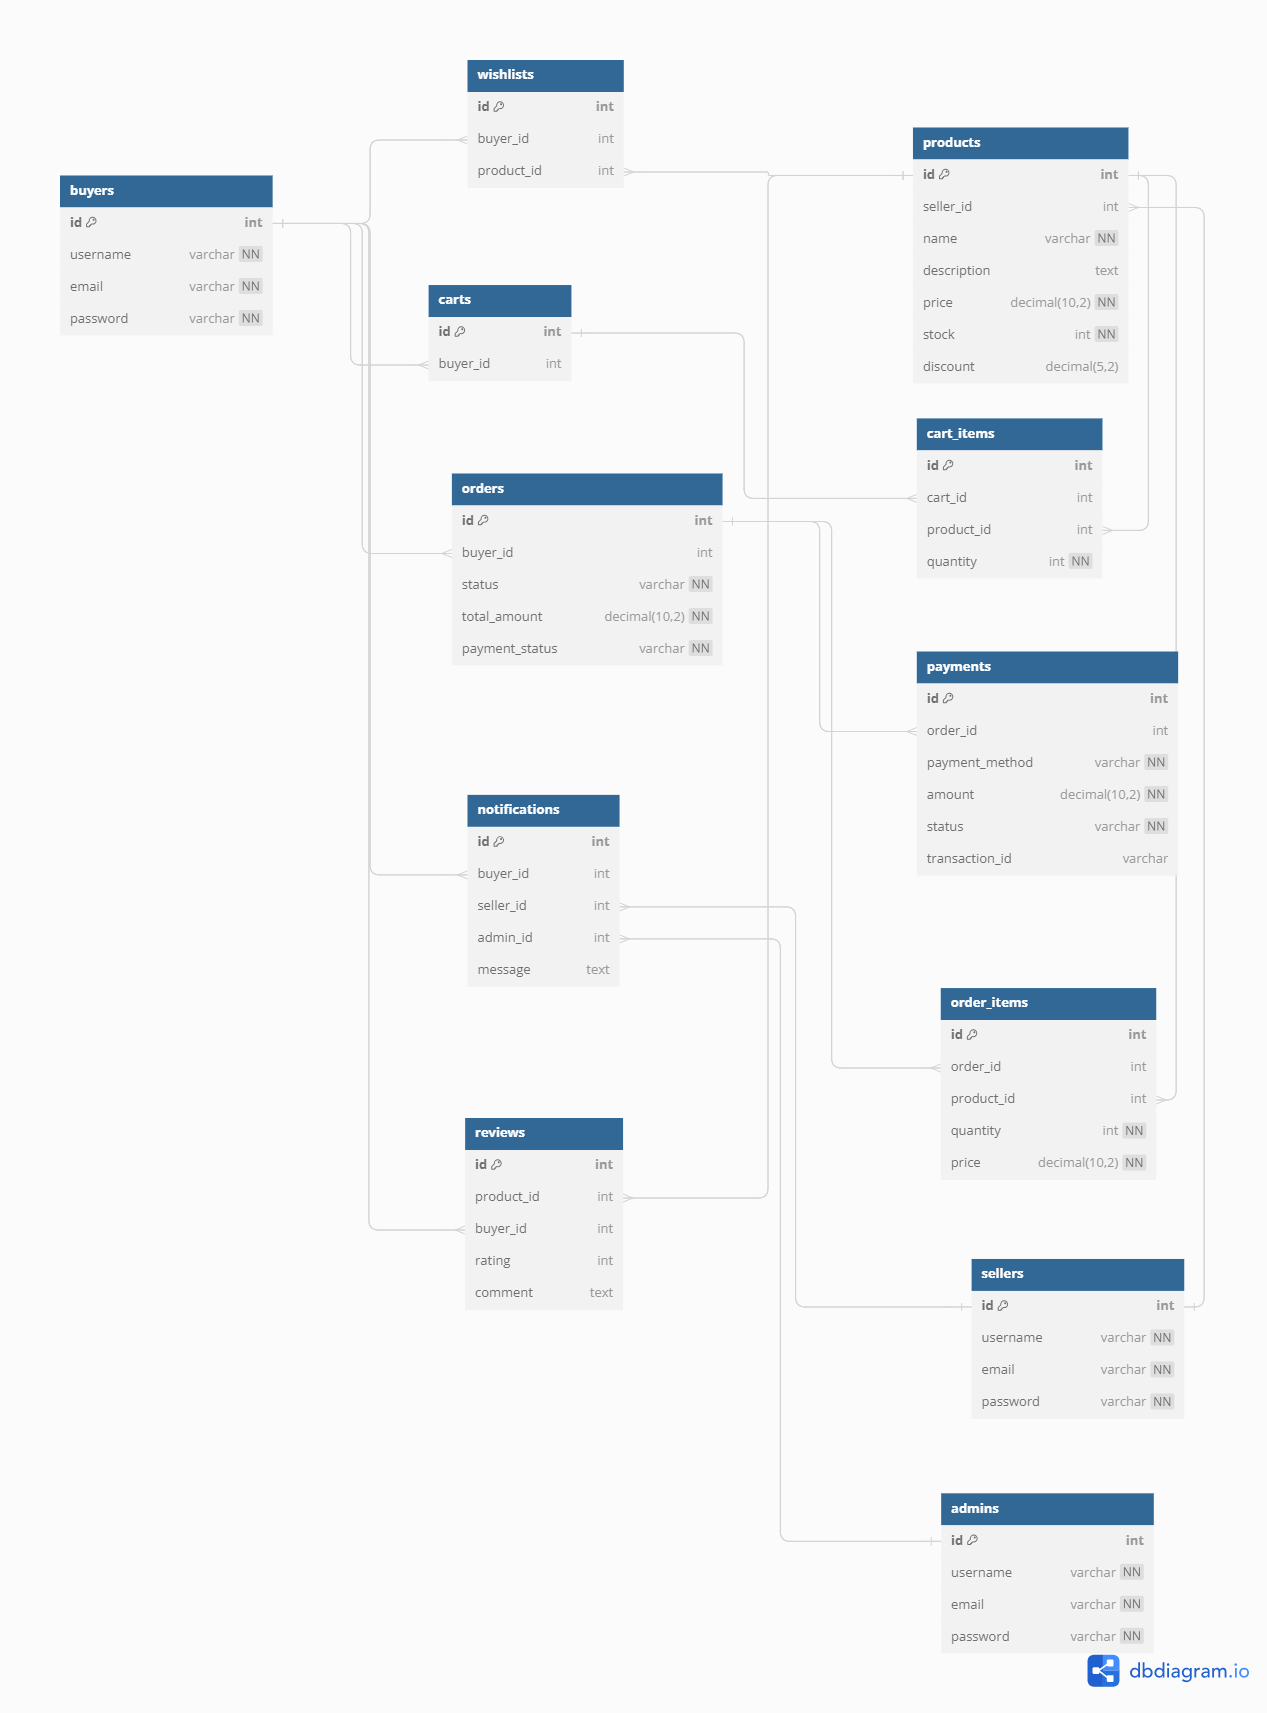 wishlists
id int
buyer_id int
product_id int
products
id int
seller_id int
name varchar NN
description text
price decimal(10,2) NN
stock int NN
discount decimal(5,2)
buyers
id int
username varchar NN
email varchar NN
password varchar NN
carts
id int
buyer_id int
cart_items
id int
cart_id int
product_id int
quantity int NN
orders
id int
buyer_id int
status varchar NN
total_amount decimal(10,2) NN
payment_status varchar NN
payments
id int
order_id int
payment_method varchar NN
amount decimal(10,2) NN
status varchar NN
transaction_id varchar
notifications
id int
buyer_id int
seller_id int
admin_id int
message text
order_items
id int
order_id int
product_id int
quantity int NN
price decimal(10,2) NN
reviews
id int
product_id int
buyer_id int
rating int
comment text
sellers
id int
username varchar NN
email varchar NN
password varchar NN
admins
id int
username varchar NN
email varchar NN
password varchar NN
dbdiagram.io